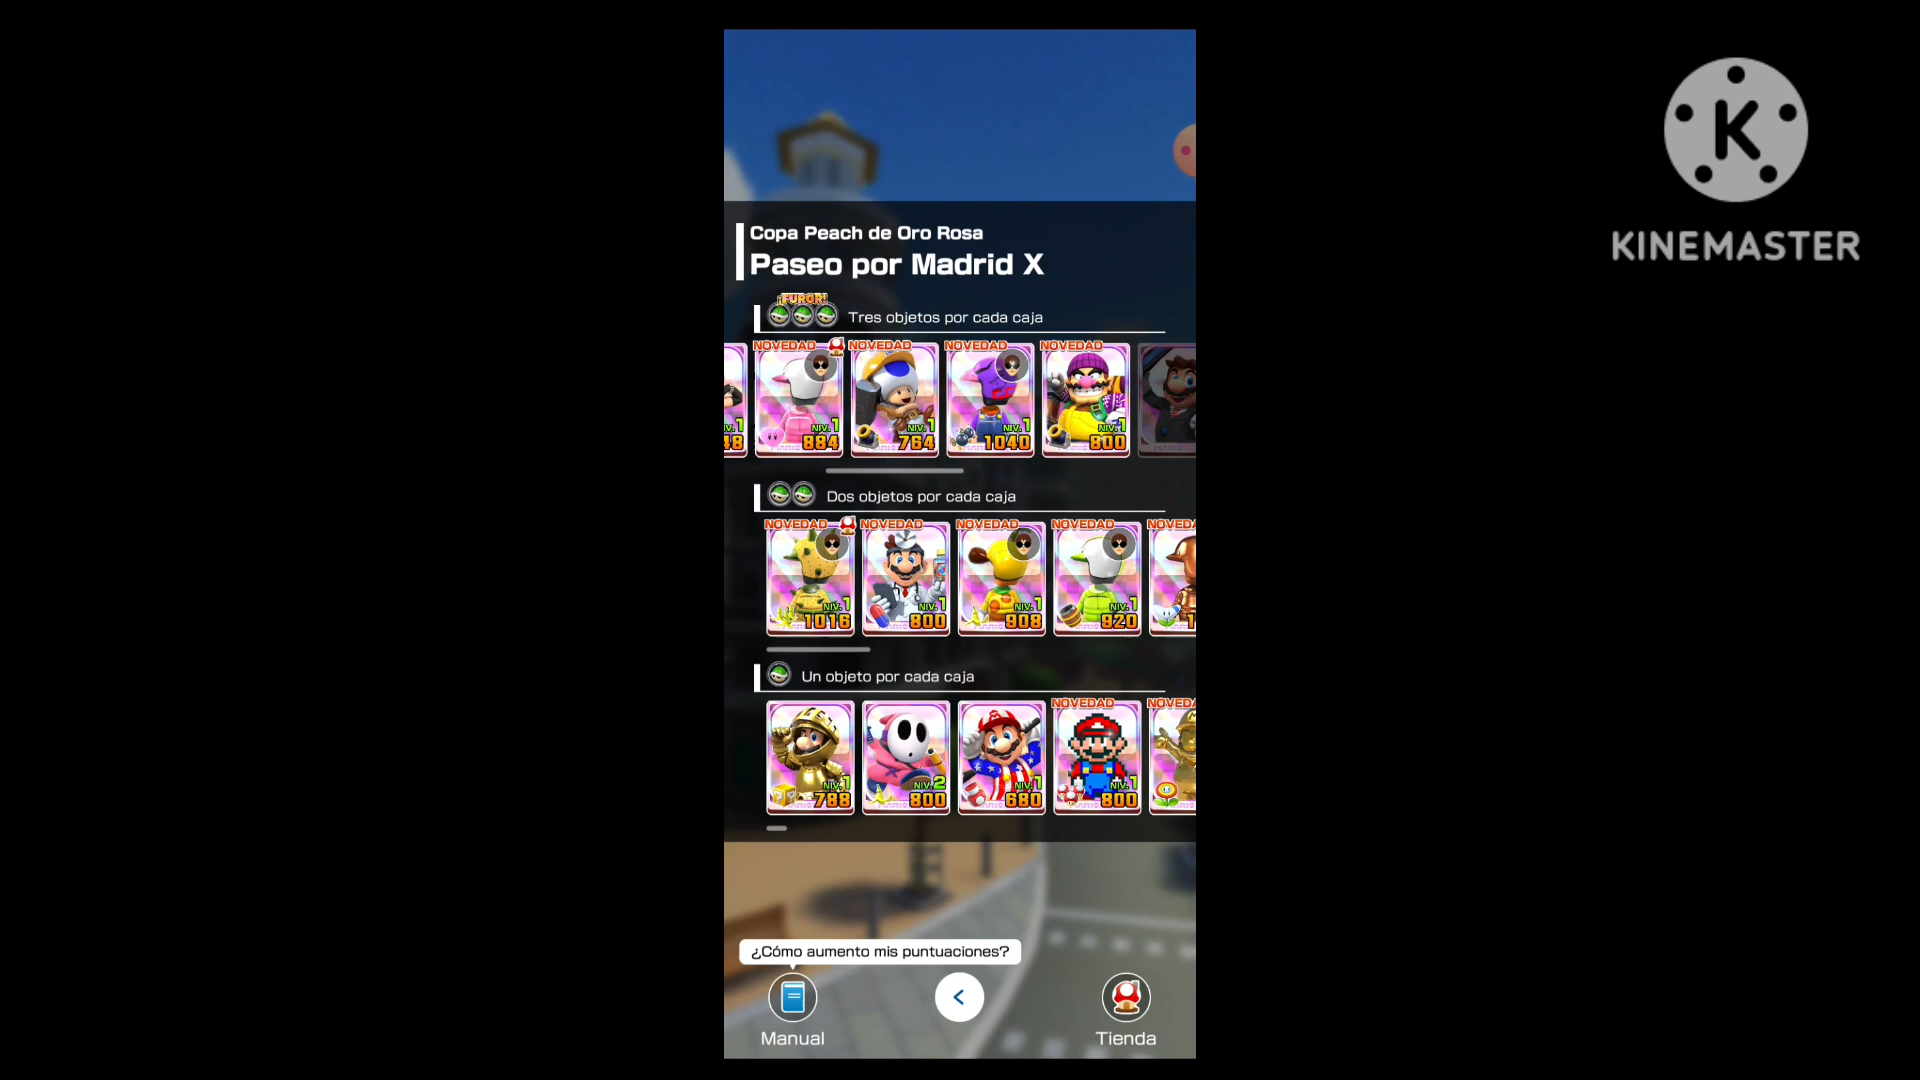 KINEMASTER
Copa Peach de Oro Rosa
Paseo por Madrid X
¡FUROR!
Tres objetos por cada caja
NOVEDAD NOVEDAD NOVEDAD NOVEDAD
NIV. 1 NIV. 1 NIV. 1 NIV. 1
48 884 764 1040 800
Dos objetos por cada caja
NOVEDAD NOVEDAD NOVEDAD NOVEDAD NOVEDA
NIV. 1 NIV. 1 NIV. 1 NIV. 1
1016 800 908 920 1
Un objeto por cada caja
NOVEDAD NOVEDA
NIV. 1 NIV. 2 NIV. 1 NIV. 1
788 800 680 800
¿Cómo aumento mis puntuaciones?
Manual
Tienda